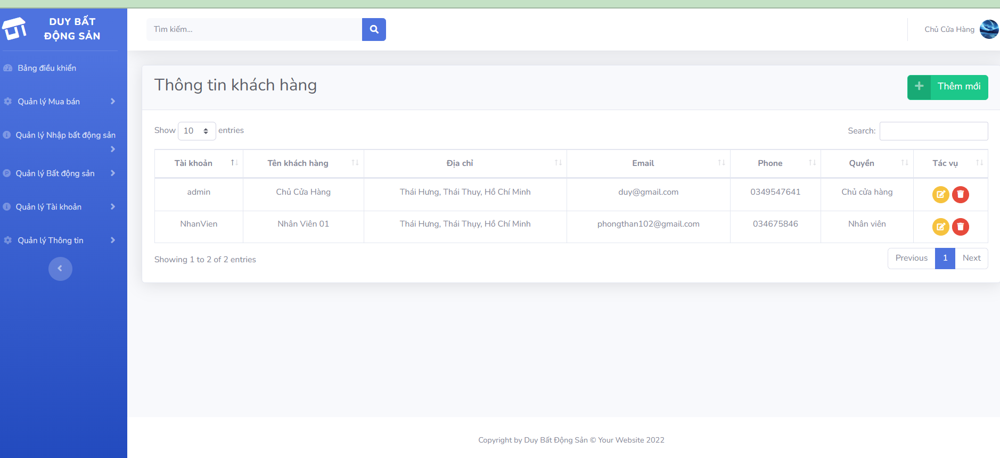 DUY BẤT
ĐỘNG SẢN
Tìm kiếm...
Chủ Cửa Hàng
Bảng điều khiển
Quản lý Mua bán
Quản lý Nhập bất động sản
Quản lý Bất động sản
Quản lý Tài khoản
Quản lý Thông tin
Thông tin khách hàng
Thêm mới
Show 10 entries
Search:
Tài khoản Tên khách hàng Địa chỉ Email Phone Quyền Tác vụ
admin Chủ Cửa Hàng Thái Hưng, Thái Thuy, Hồ Chí Minh duy@gmail.com 0349547641 Chủ cửa hàng
NhanVien Nhân Viên 01 Thái Hưng, Thái Thụy, Hồ Chí Minh phongthan102@gmail.com 034675846 Nhân viên
Showing 1 to 2 of 2 entries
Previous 1 Next
Copyright by Duy Bất Động Sản © Your Website 2022